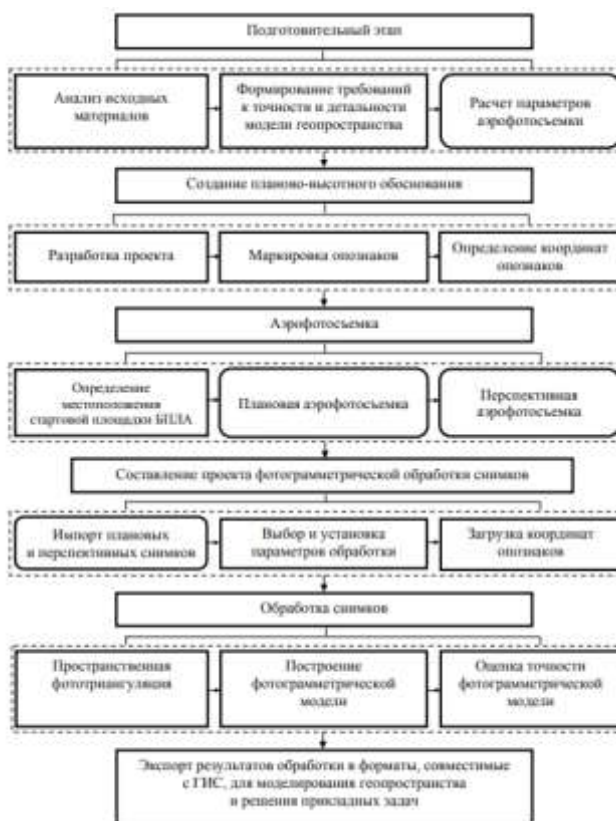 Подготовительный этап
Анализ исходных
материалов
Формирование требований
к точности и детальности
модели геопространства
Расчет параметров
аэрофотосъемки
Создание планово-высотного обоснования
Разработка проекта
Маркировка опознаков
Определение координат
опознаков
Аэрофотосъемка
Определение
местоположения
стартовой площадки БПЛА
Плановая аэрофотосъемка
Перспективная
аэрофотосъемка
Составление проекта фотограмметрической обработки снимков
Импорт плановых
и перспективных снимков
Выбор и установка
параметров обработки
Загрузка координат
опознаков
Обработка снимков
Пространственная
фототриангуляция
Построение
фотограмметрической
модели
Оценка точности
фотограмметрической
модели
Экспорт результатов обработки в форматы, совместимые
с ГИС, для моделирования геопространства
и решения прикладных задач